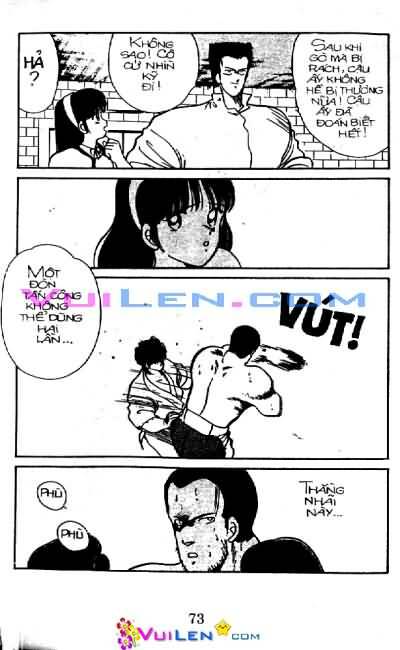 SAU KHI
GÒ MÁ BỊ
RÁCH, CẬU
ẤY KHÔNG
HỀ BỊ THƯƠNG
NỮA! CẬU
ẤY ĐÃ
ĐOÁN BIẾT
HẾT!
KHÔNG
SAO! CÔ
CỨ NHÌN
KỸ
ĐI!
HẢ
?
MỘT
ĐÒN
TẤN CÔNG
KHÔNG
THỂ DÙNG
HAI
LẦN...
VÚT!
VUILEN.COM
PHÙ
PHÙ
THẰNG
NHÃI
NÀY...
73
VUILEN.COM